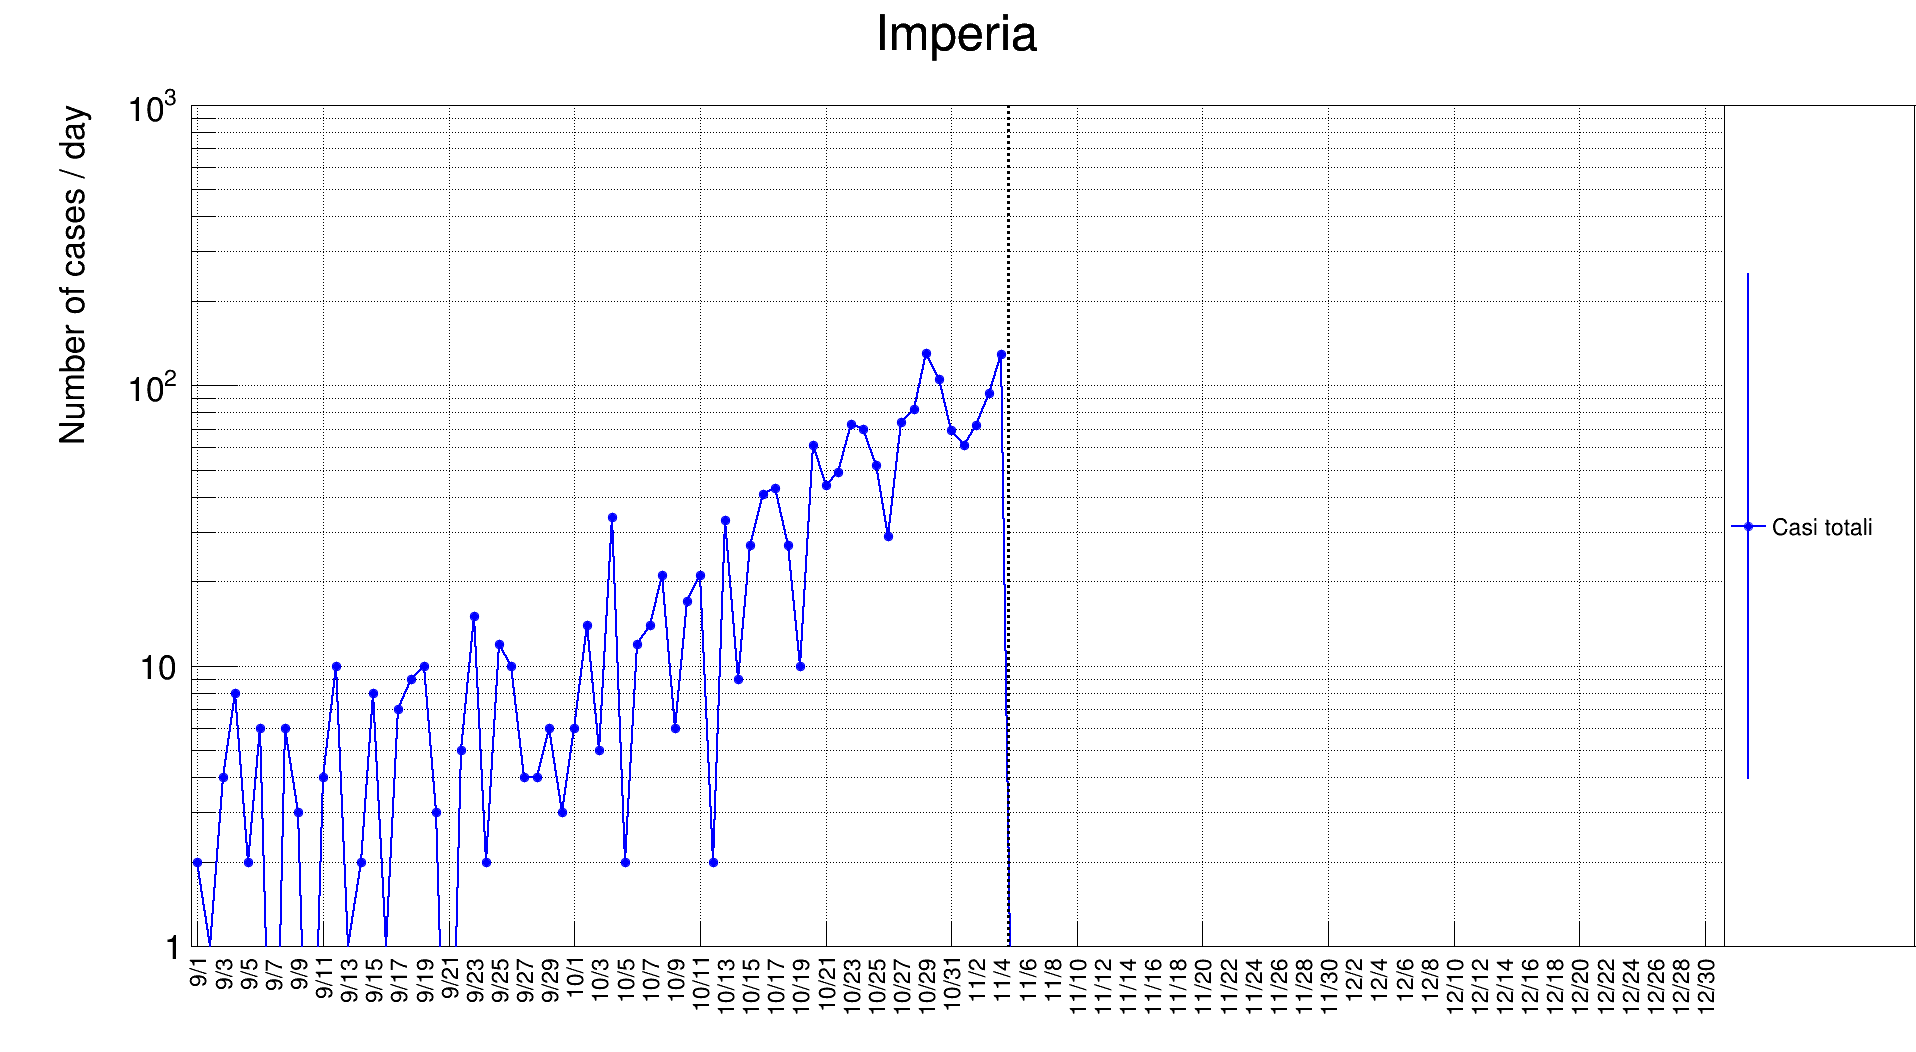 Imperia
Number of cases / day
10³
10²
10
1
9/1 9/3 9/5 9/7 9/9 9/11 9/13 9/15 9/17 9/19 9/21 9/23 9/25 9/27 9/29 10/1 10/3 10/5 10/7 10/9 10/11 10/13 10/15 10/17 10/19 10/21 10/23 10/25 10/27 10/29 10/31 11/2 11/4 11/6 11/8 11/10 11/12 11/14 11/16 11/18 11/20 11/22 11/24 11/26 11/28 11/30 12/2 12/4 12/6 12/8 12/10 12/12 12/14 12/16 12/18 12/20 12/22 12/24 12/26 12/28 12/30
Casi totali